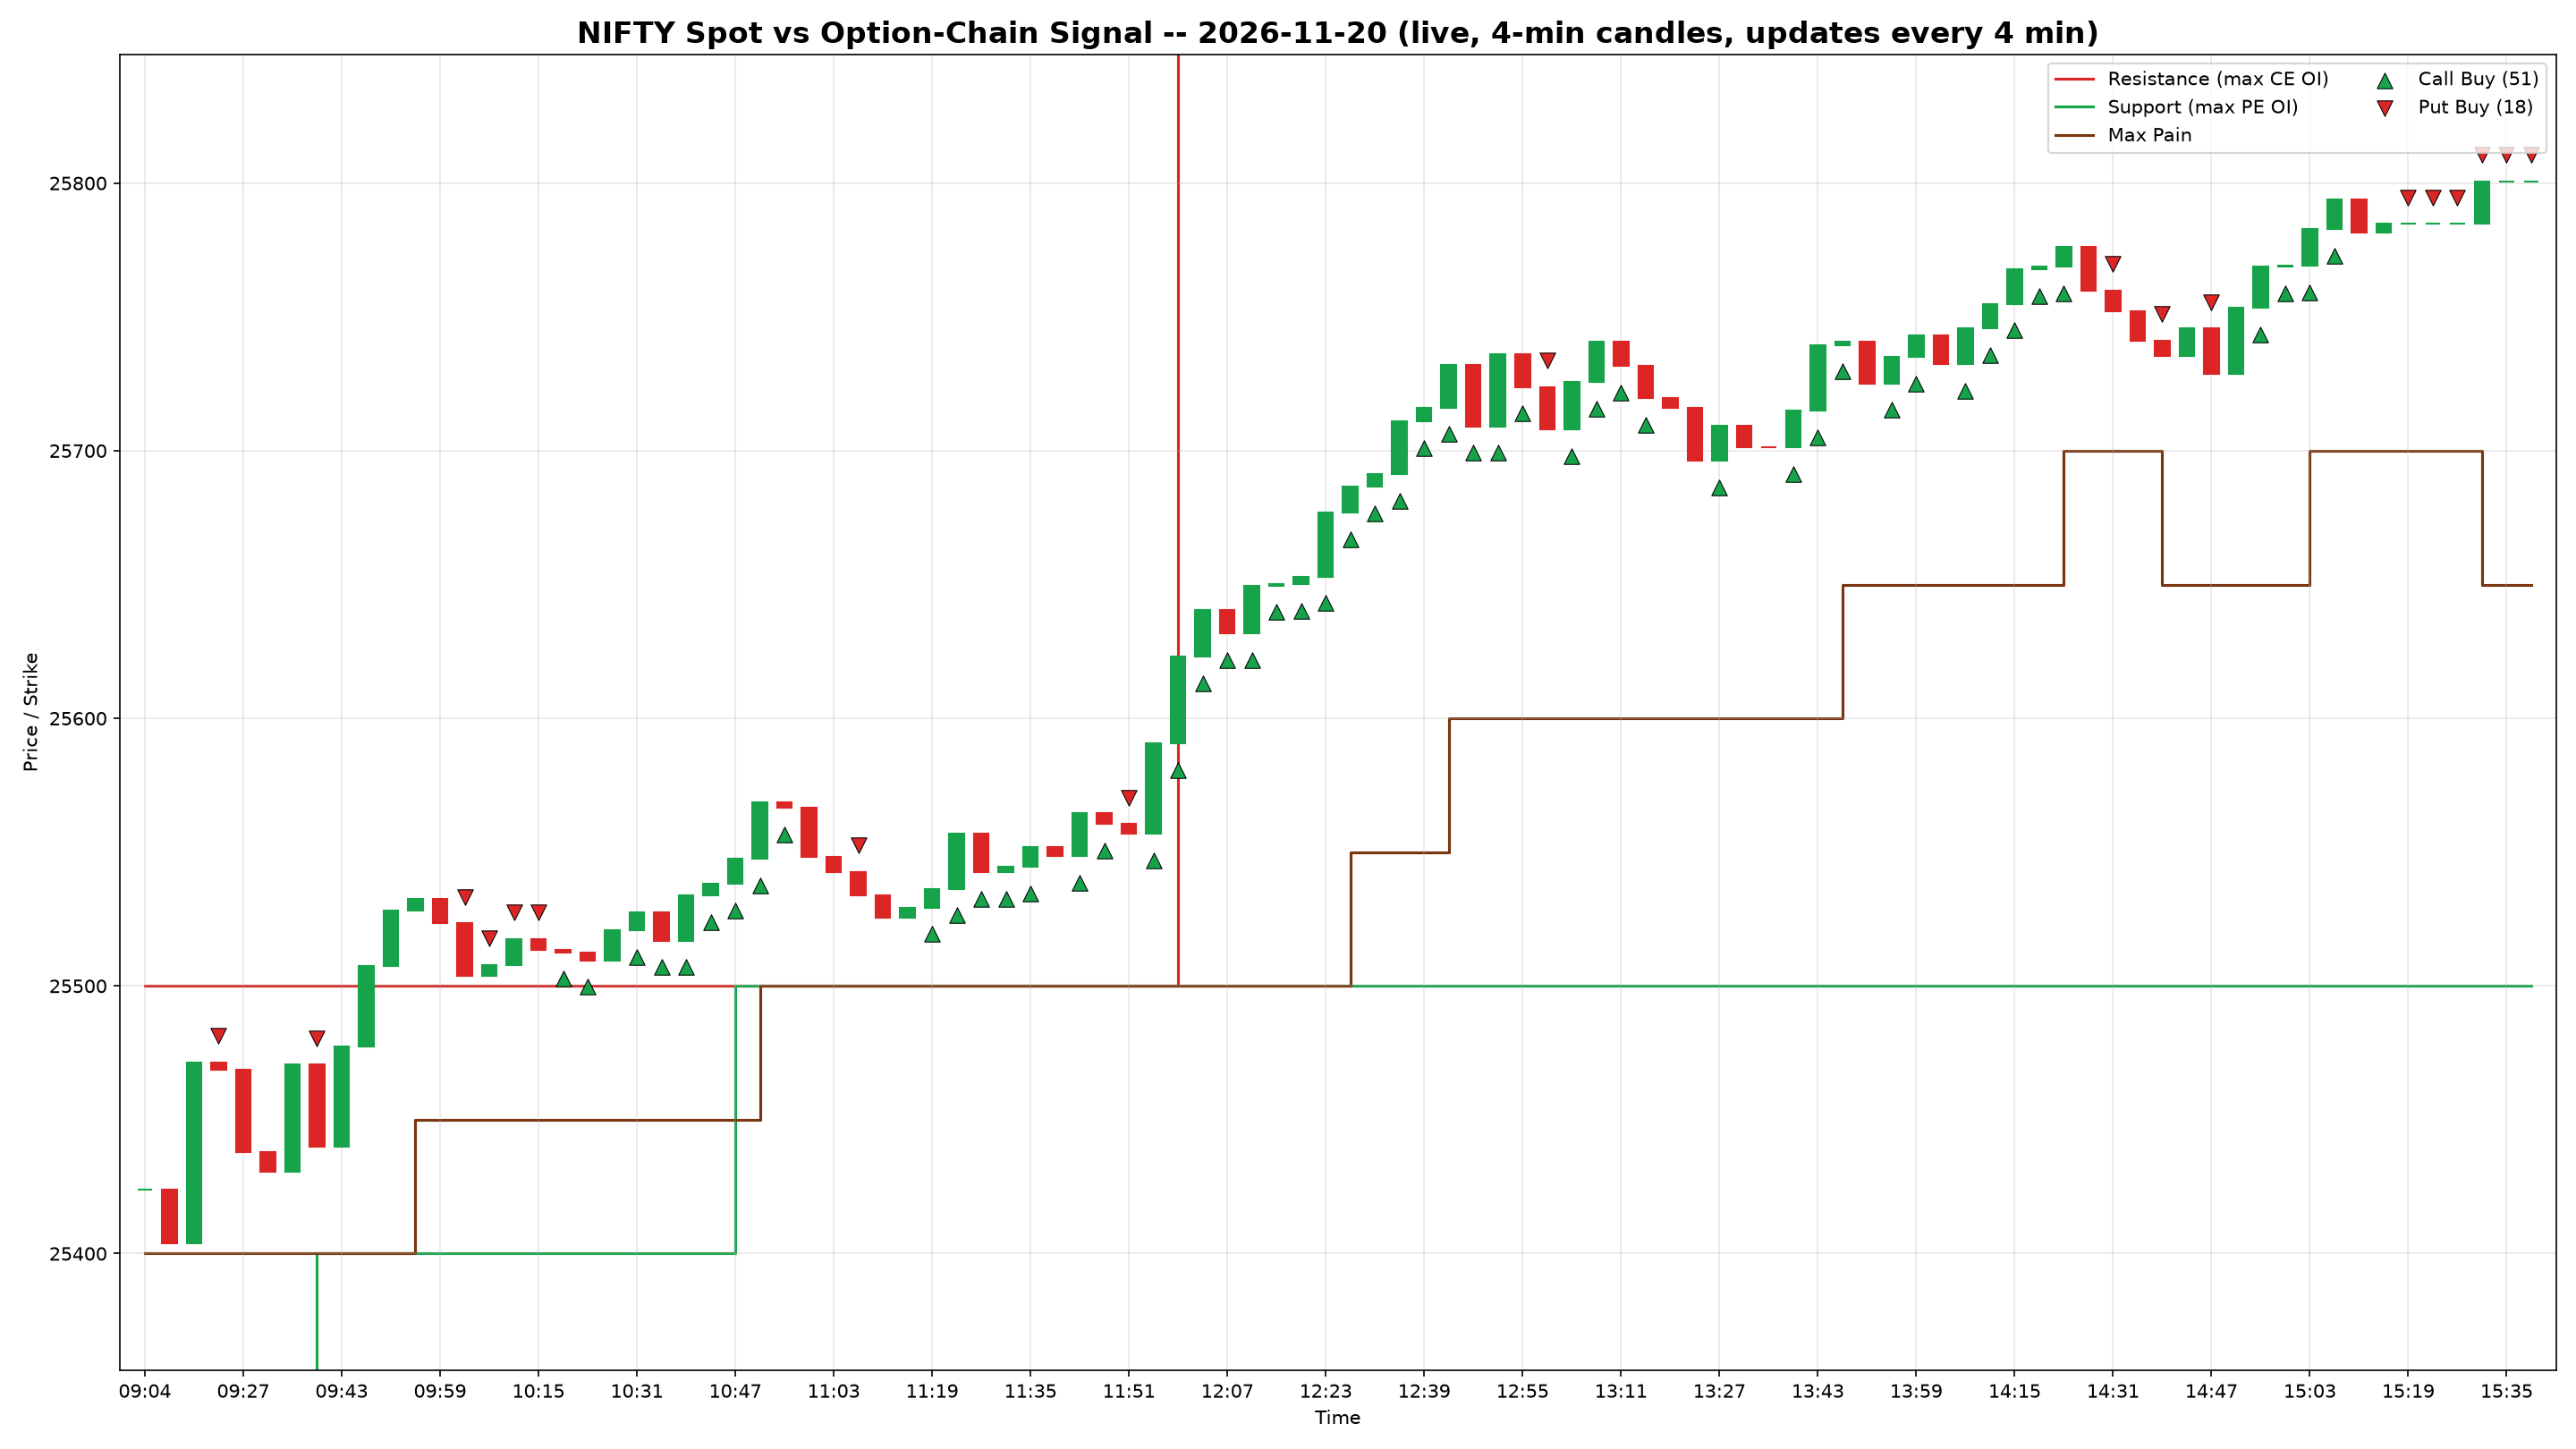 NIFTY Spot vs Option-Chain Signal -- 2026-11-20 (live, 4-min candles, updates every 4 min)
Resistance (max CE OI)
Support (max PE OI)
Max Pain
Call Buy (51)
Put Buy (18)
Price / Strike
25800
25700
25600
25500
25400
09:04 09:27 09:43 09:59 10:15 10:31 10:47 11:03 11:19 11:35 11:51 12:07 12:23 12:39 12:55 13:11 13:27 13:43 13:59 14:15 14:31 14:47 15:03 15:19 15:35
Time